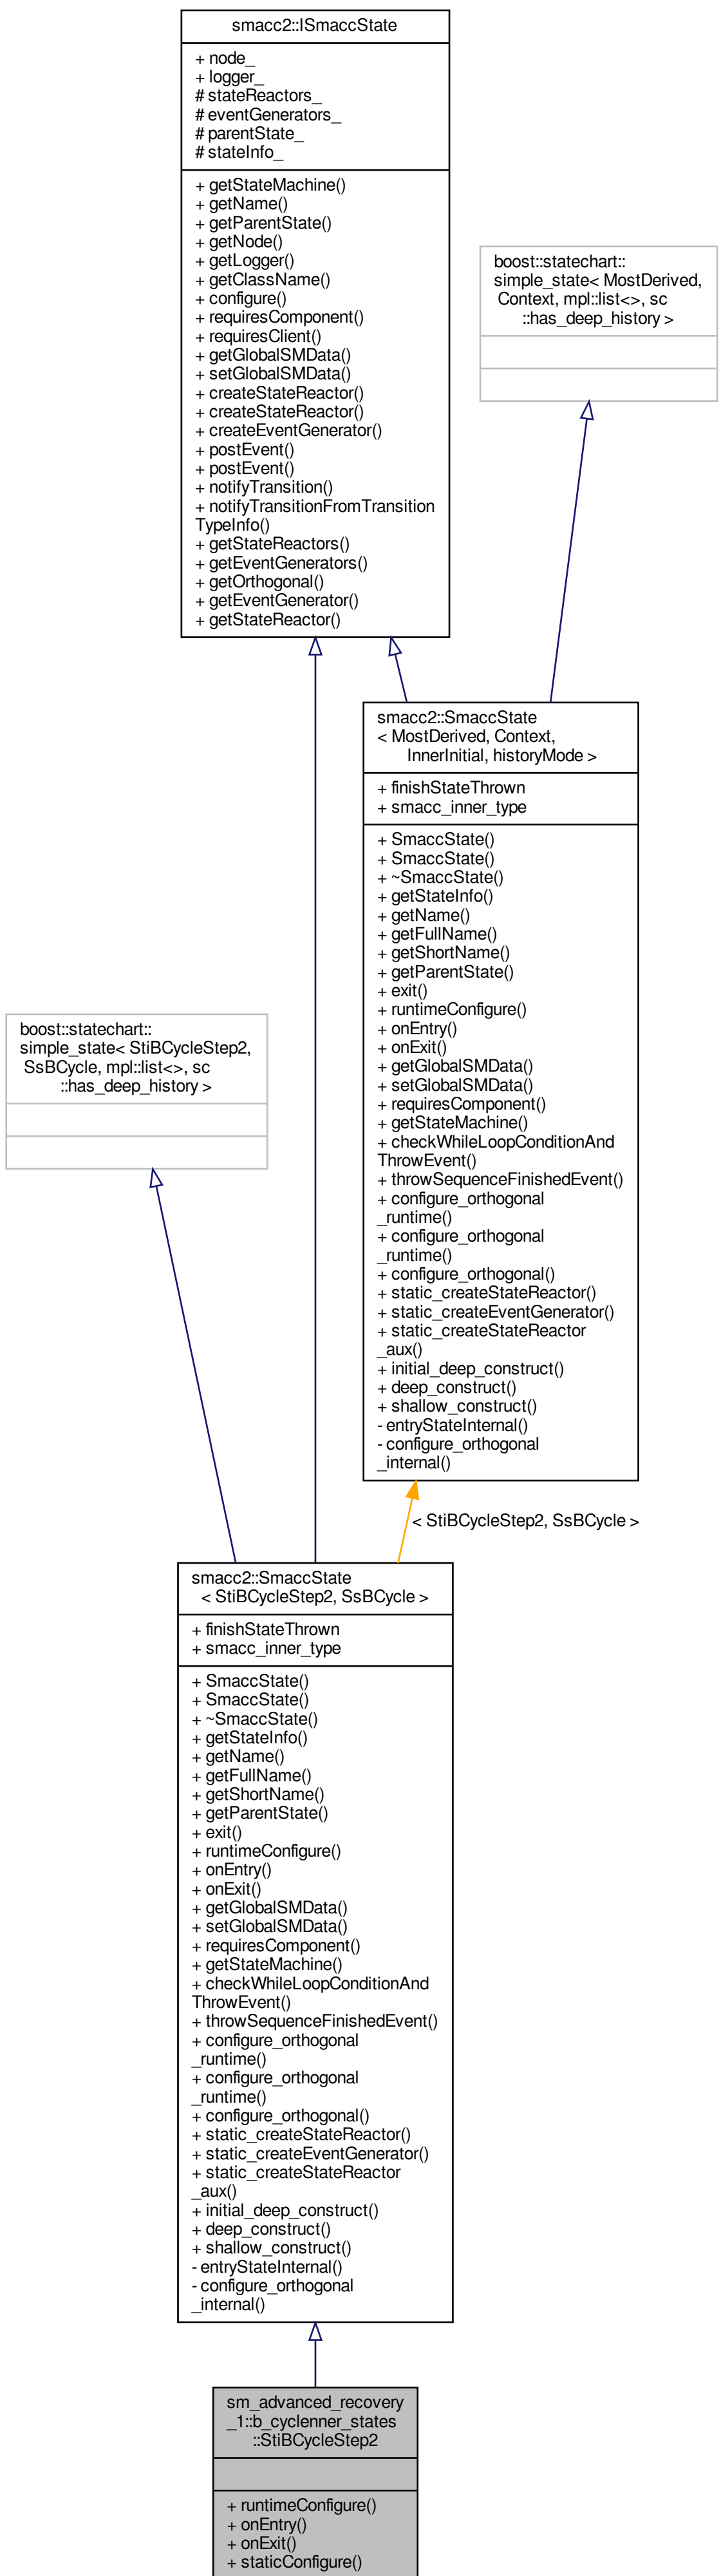 smacc2::ISmaccState
+ node_
+ logger_
# stateReactors_
# eventGenerators_
# parentState_
# stateInfo_
+ getStateMachine()
+ getName()
+ getParentState()
+ getNode()
+ getLogger()
+ getClassName()
+ configure()
+ requiresComponent()
+ requiresClient()
+ getGlobalSMData()
+ setGlobalSMData()
+ createStateReactor()
+ createStateReactor()
+ createEventGenerator()
+ postEvent()
+ postEvent()
+ notifyTransition()
+ notifyTransitionFromTransition
TypeInfo()
+ getStateReactors()
+ getEventGenerators()
+ getOrthogonal()
+ getEventGenerator()
+ getStateReactor()
boost::statechart::
simple_state< MostDerived,
Context, mpl::list<>, sc
::has_deep_history >
smacc2::SmaccState
< MostDerived, Context,
InnerInitial, historyMode >
+ finishStateThrown
+ smacc_inner_type
+ SmaccState()
+ SmaccState()
+ ~SmaccState()
+ getStateInfo()
+ getName()
+ getFullName()
+ getShortName()
+ getParentState()
+ exit()
+ runtimeConfigure()
+ onEntry()
+ onExit()
+ getGlobalSMData()
+ setGlobalSMData()
+ requiresComponent()
+ getStateMachine()
+ checkWhileLoopConditionAnd
ThrowEvent()
+ throwSequenceFinishedEvent()
+ configure_orthogonal
_runtime()
+ configure_orthogonal
_runtime()
+ configure_orthogonal()
+ static_createStateReactor()
+ static_createEventGenerator()
+ static_createStateReactor
_aux()
+ initial_deep_construct()
+ deep_construct()
+ shallow_construct()
- entryStateInternal()
- configure_orthogonal
_internal()
boost::statechart::
simple_state< StiBCycleStep2,
SsBCycle, mpl::list<>, sc
::has_deep_history >
< StiBCycleStep2, SsBCycle >
smacc2::SmaccState
< StiBCycleStep2, SsBCycle >
+ finishStateThrown
+ smacc_inner_type
+ SmaccState()
+ SmaccState()
+ ~SmaccState()
+ getStateInfo()
+ getName()
+ getFullName()
+ getShortName()
+ getParentState()
+ exit()
+ runtimeConfigure()
+ onEntry()
+ onExit()
+ getGlobalSMData()
+ setGlobalSMData()
+ requiresComponent()
+ getStateMachine()
+ checkWhileLoopConditionAnd
ThrowEvent()
+ throwSequenceFinishedEvent()
+ configure_orthogonal
_runtime()
+ configure_orthogonal
_runtime()
+ configure_orthogonal()
+ static_createStateReactor()
+ static_createEventGenerator()
+ static_createStateReactor
_aux()
+ initial_deep_construct()
+ deep_construct()
+ shallow_construct()
- entryStateInternal()
- configure_orthogonal
_internal()
sm_advanced_recovery
_1::b_cyclenner_states
::StiBCycleStep2
+ runtimeConfigure()
+ onEntry()
+ onExit()
+ staticConfigure()